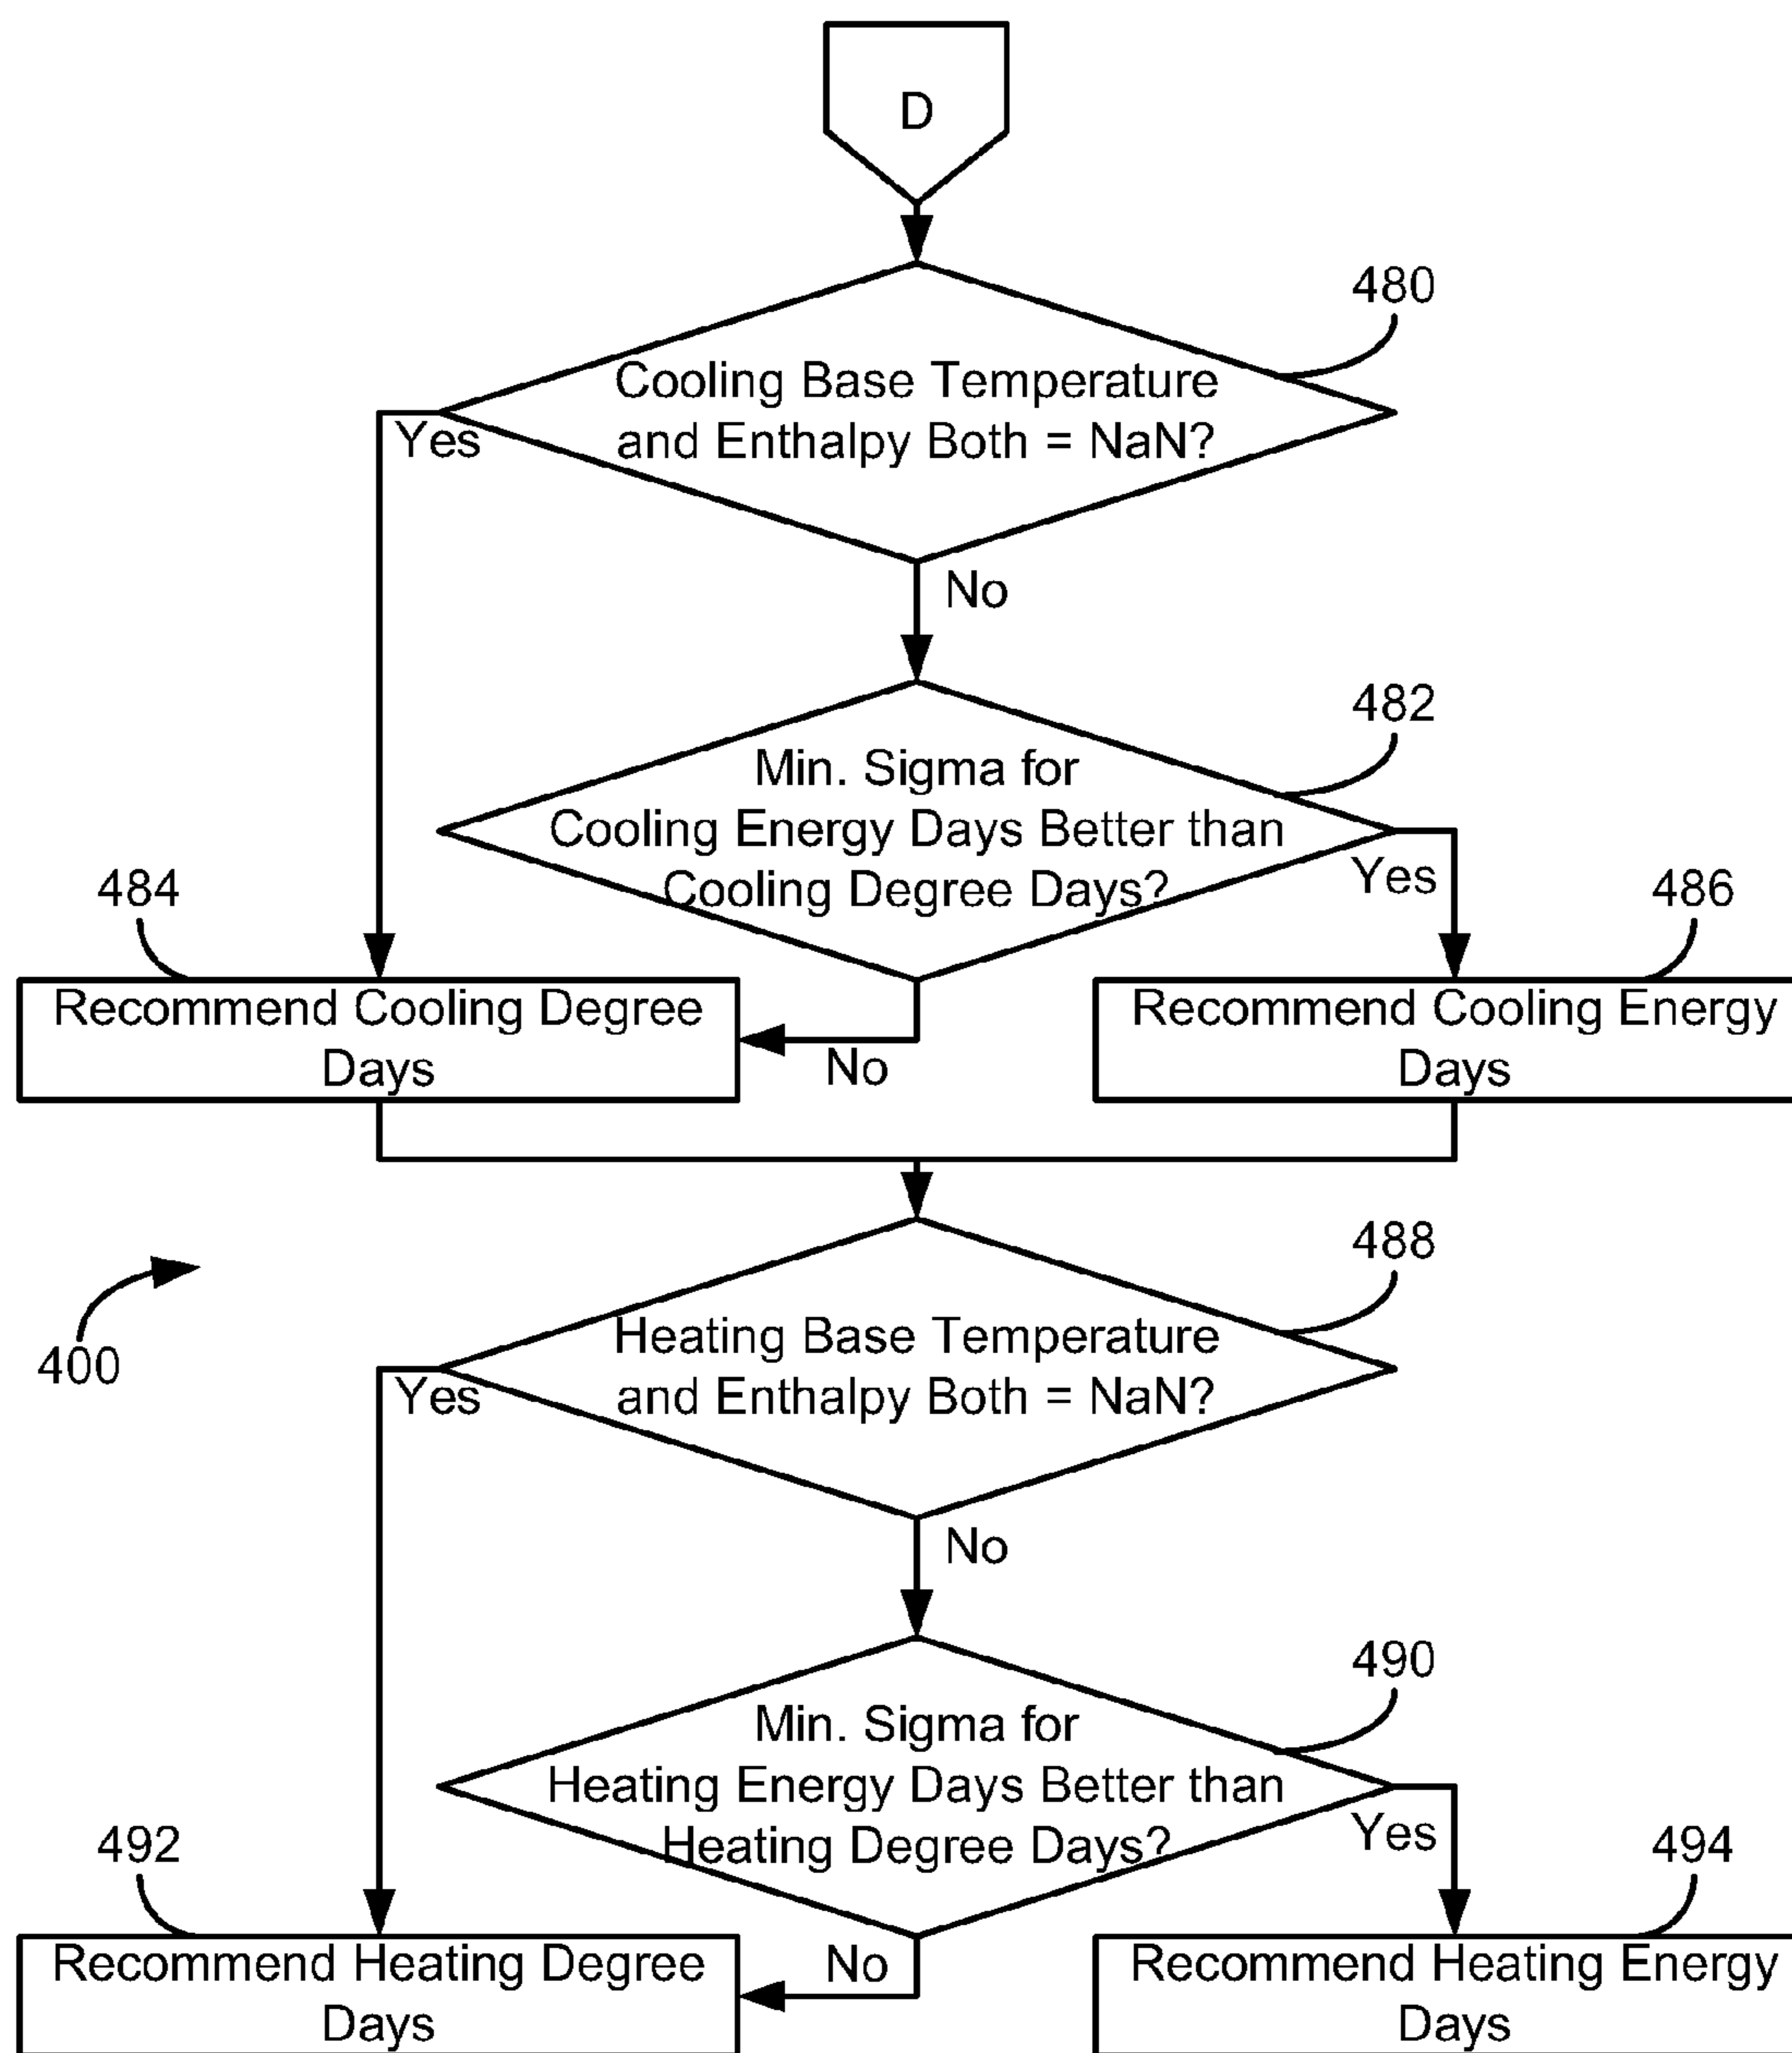 D
480
Cooling Base Temperature
and Enthalpy Both = NaN?
Yes
No
482
Min. Sigma for
Cooling Energy Days Better than
Cooling Degree Days?
Yes
No
484
Recommend Cooling Degree
Days
486
Recommend Cooling Energy
Days
400
488
Heating Base Temperature
and Enthalpy Both = NaN?
Yes
No
490
Min. Sigma for
Heating Energy Days Better than
Heating Degree Days?
Yes
No
492
Recommend Heating Degree
Days
494
Recommend Heating Energy
Days